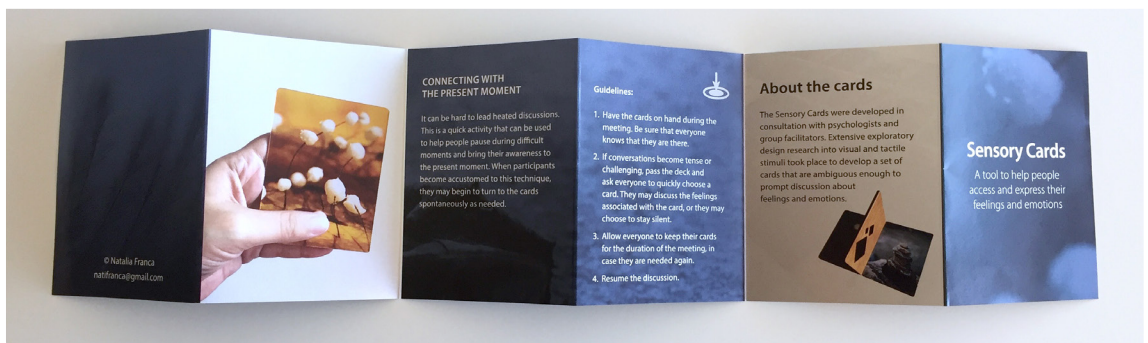 © Natalia Franca
natifranca@gmail.com
CONNECTING WITH
THE PRESENT MOMENT
It can be hard to lead heated discussions.
This is a quick activity that can be used
to help people pause during difficult
moments and bring their awareness to
the present moment. When participants
become accustomed to this technique,
they may begin to turn to the cards
spontaneously as needed.
Guidelines:
1. Have the cards on hand during the
meeting. Be sure that everyone
knows that they are there.
2. If conversations become tense or
challenging, pass the deck and
ask everyone to quickly choose a
card. They may discuss the feelings
associated with the card, or they may
choose to stay silent.
3. Allow everyone to keep their cards
for the duration of the meeting, in
case they are needed again.
4. Resume the discussion.
About the cards
The Sensory Cards were developed in
consultation with psychologists and
group facilitators. Extensive exploratory
design research into visual and tactile
stimuli took place to develop a set of
cards that are ambiguous enough to
prompt discussion about
feelings and emotions.
Sensory Cards
A tool to help people
access and express their
feelings and emotions